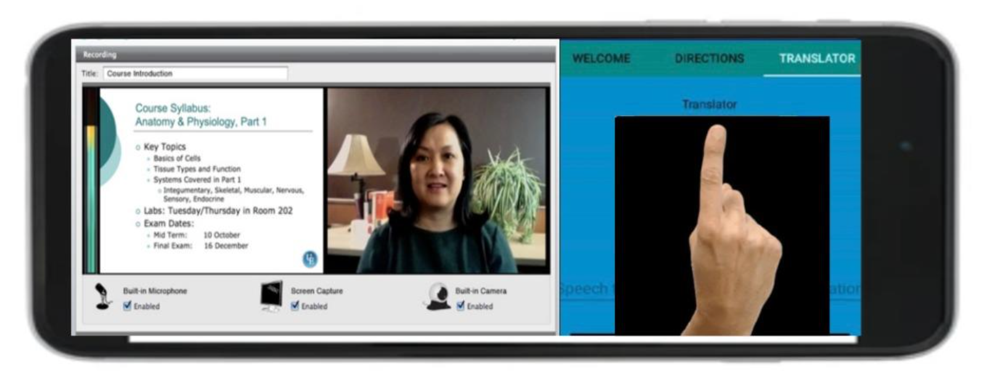 Recording
Title: Course Introduction
Course Syllabus:
Anatomy & Physiology, Part 1
Key Topics
Basics of Cells
Tissue Types and Function
Systems Covered in Part 1
Integumentary, Skeletal, Muscular, Nervous,
Sensory, Endocrine
Labs: Tuesday/Thursday in Room 202
Exam Dates:
Mid Term: 10 October
Final Exam: 16 December
Built-in Microphone
Enabled
Screen Capture
Enabled
Built-in Camera
Enabled
WELCOME DIRECTIONS TRANSLATOR
Translator
Speech